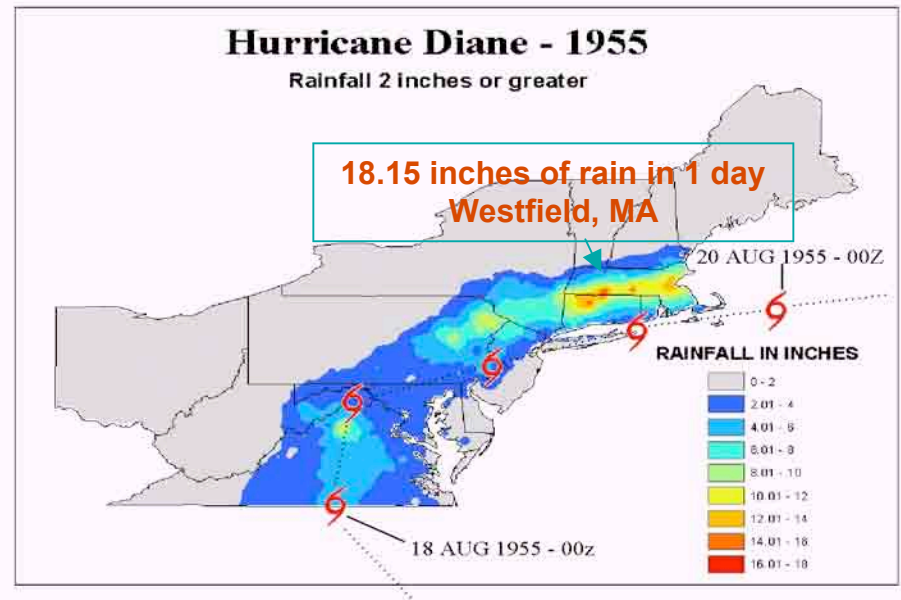 Hurricane Diane - 1955
Rainfall 2 inches or greater
18.15 inches of rain in 1 day
Westfield, MA
20 AUG 1955 - 00Z
RAINFALL IN INCHES
0 - 2
2.01 - 4
4.01 - 6
6.01 - 8
8.01 - 10
10.01 - 12
12.01 - 14
14.01 - 16
16.01 - 18
18 AUG 1955 - 00z